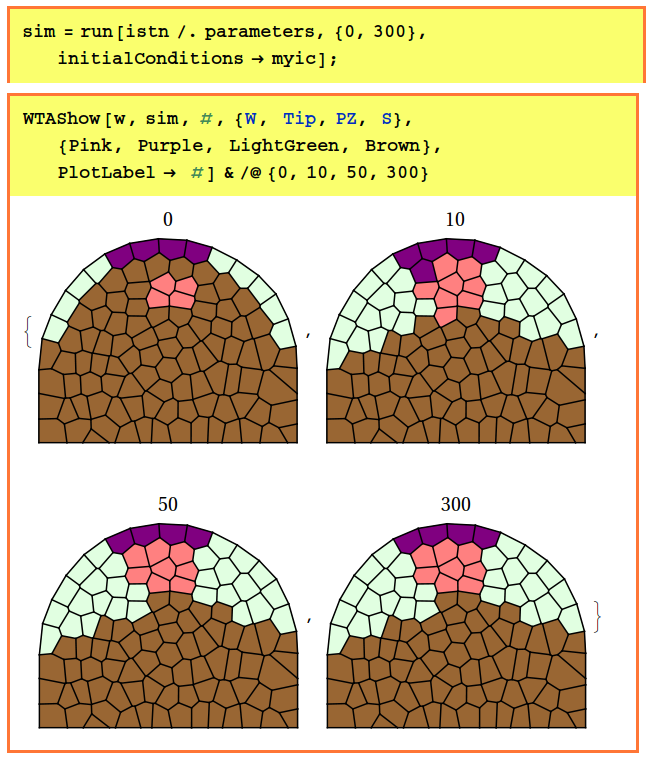 sim = run[istn /. parameters, {0, 300},
initialConditions → myic];
WTAShow[w, sim, #, {W, Tip, PZ, S},
{Pink, Purple, LightGreen, Brown},
PlotLabel → #] & /@ {0, 10, 50, 300}
0 10
{ , ,
50 300
, }